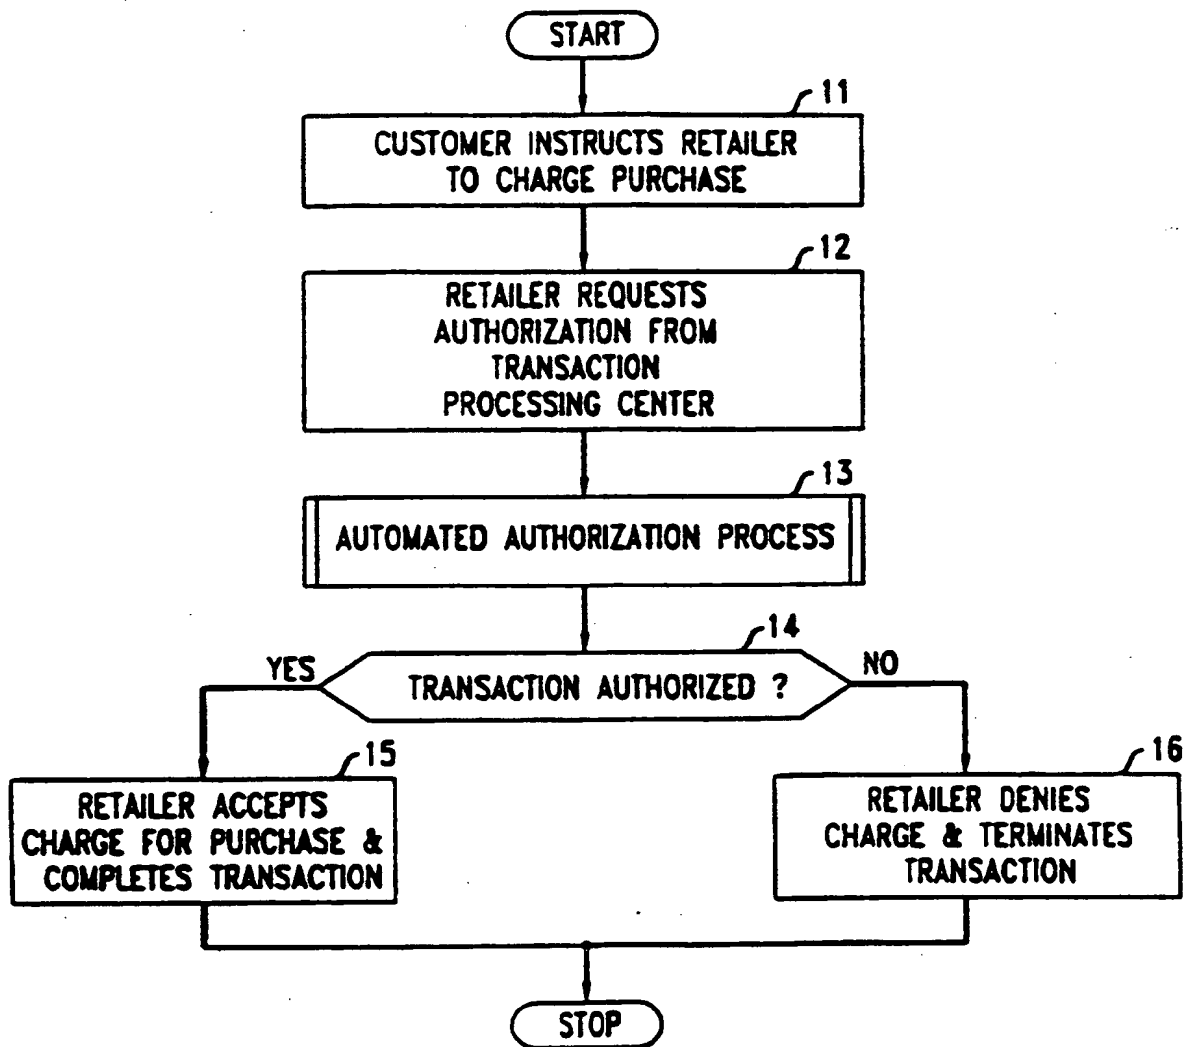 START
11
CUSTOMER INSTRUCTS RETAILER
TO CHARGE PURCHASE
12
RETAILER REQUESTS
AUTHORIZATION FROM
TRANSACTION
PROCESSING CENTER
13
AUTOMATED AUTHORIZATION PROCESS
14
YES
TRANSACTION AUTHORIZED ?
NO
15
RETAILER ACCEPTS
CHARGE FOR PURCHASE &
COMPLETES TRANSACTION
16
RETAILER DENIES
CHARGE & TERMINATES
TRANSACTION
STOP